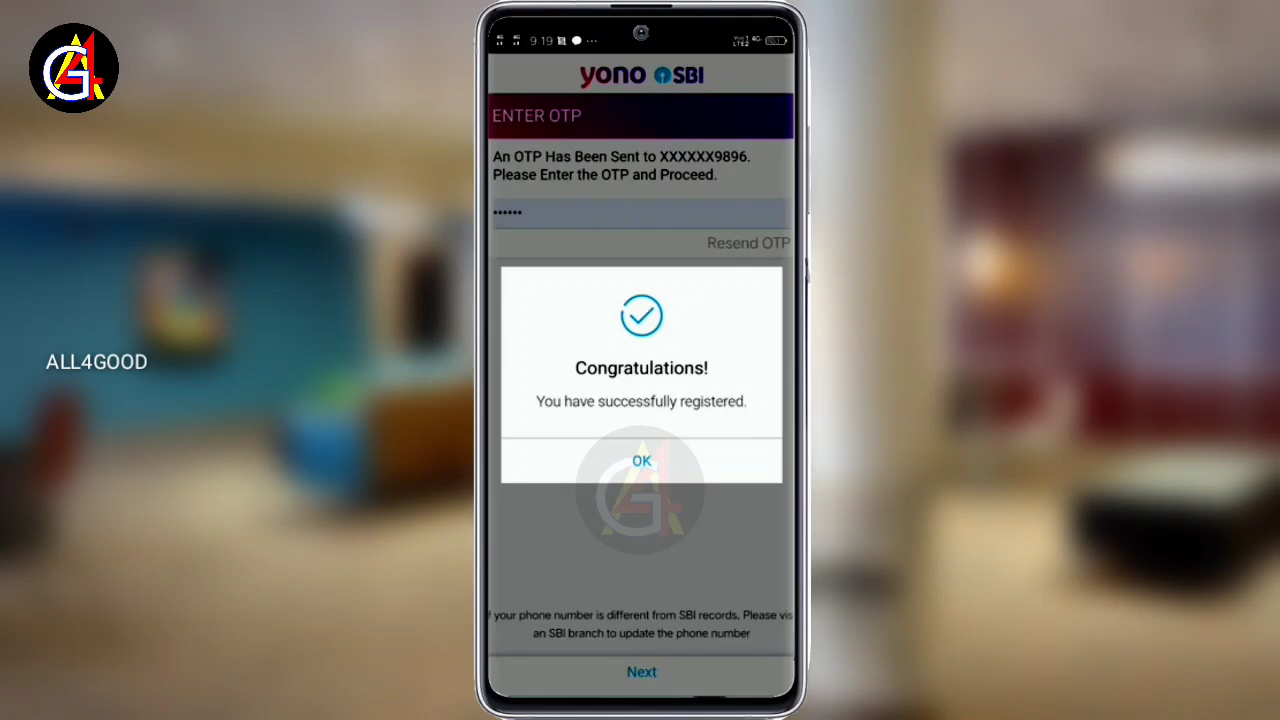 ALL4GOOD
9 19
yono SBI
ENTER OTP
An OTP Has Been Sent to XXXXXX9896.
Please Enter the OTP and Proceed.
••••••
Resend OTP
Congratulations!
You have successfully registered.
OK
f your phone number is different from SBI records, Please vis
an SBI branch to update the phone number
Next